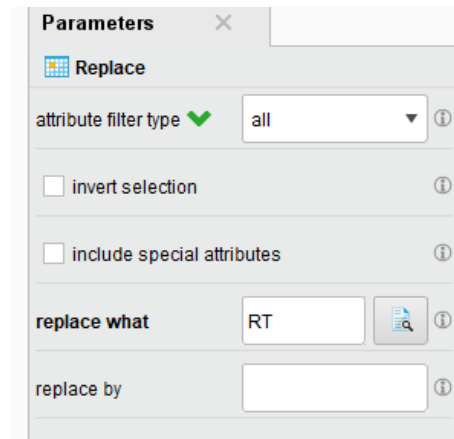 Parameters
Replace
attribute filter type all
invert selection
include special attributes
replace what RT
replace by